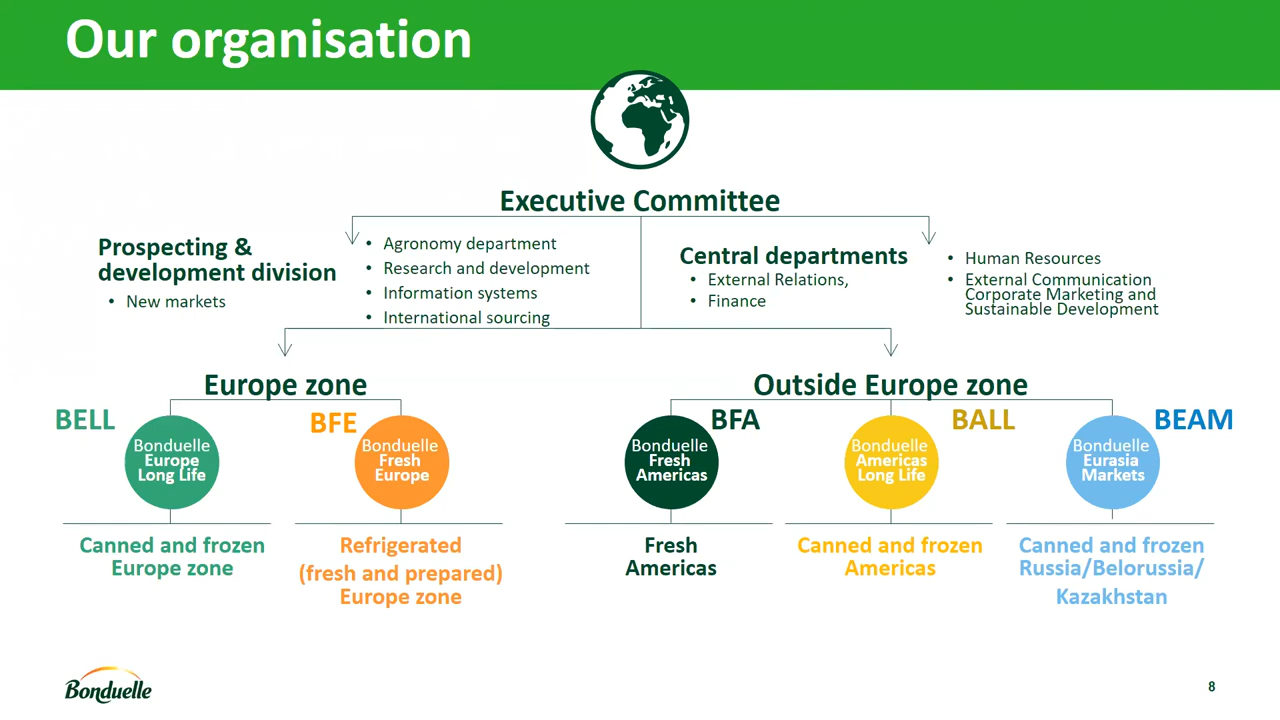 Our organisation
Executive Committee
Prospecting &
development division
• New markets
• Agronomy department
• Research and development
• Information systems
• International sourcing
Central departments
• External Relations,
• Finance
• Human Resources
• External Communication
Corporate Marketing and
Sustainable Development
Europe zone
BELL
Bonduelle
Europe
Long Life
Canned and frozen
Europe zone
BFE
Bonduelle
Fresh
Europe
Refrigerated
(fresh and prepared)
Europe zone
Outside Europe zone
BFA
Bonduelle
Fresh
Americas
Fresh
Americas
BALL
Bonduelle
Americas
Long Life
Canned and frozen
Americas
BEAM
Bonduelle
Eurasia
Markets
Canned and frozen
Russia/Belorussia/
Kazakhstan
Bonduelle
8